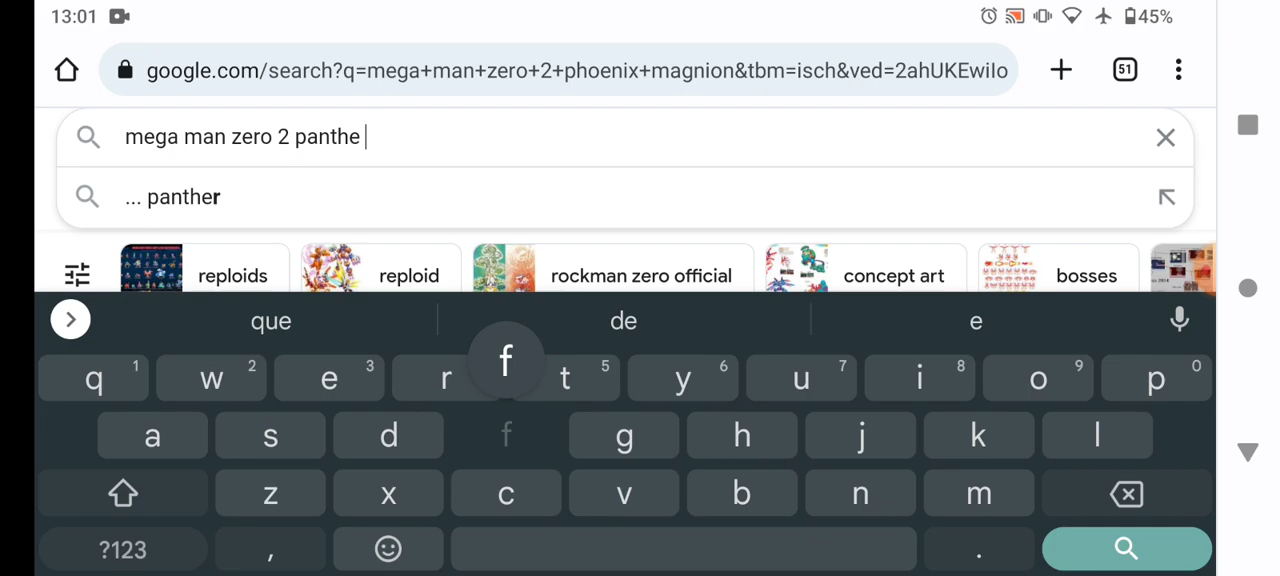 13:01 45%
google.com/search?q=mega+man+zero+2+phoenix+magnion&tbm=isch&ved=2ahUKEwiIo 51
mega man zero 2 panthe
... panther
reploids reploid rockman zero official concept art bosses
que de e
f
q 1 w 2 e 3 r t 5 y 6 u 7 i 8 o 9 p 0
a s d f g h j k l
z x c v b n m
?123 , .